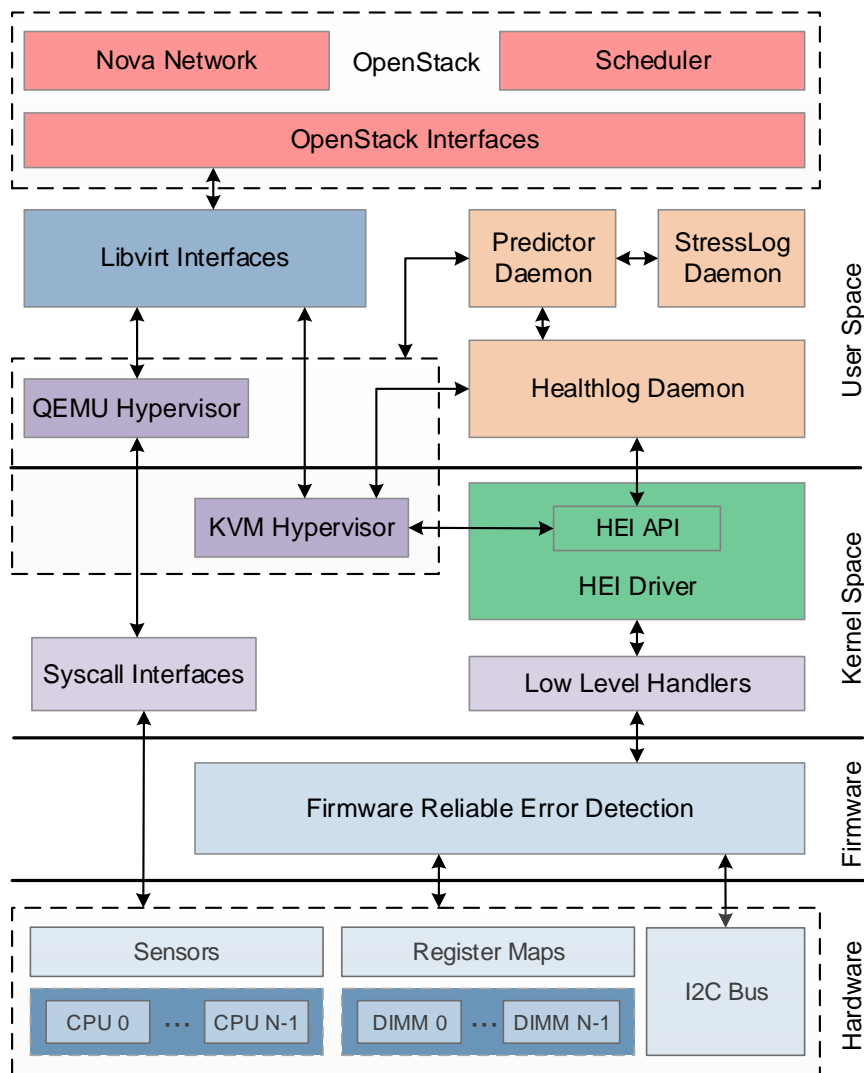 Nova Network
OpenStack
Scheduler
OpenStack Interfaces
Libvirt Interfaces
Predictor
Daemon
StressLog
Daemon
User Space
QEMU Hypervisor
Healthlog Daemon
KVM Hypervisor
HEI API
HEI Driver
Kernel Space
Syscall Interfaces
Low Level Handlers
Firmware Reliable Error Detection
Firmware
Sensors
Register Maps
I2C Bus
Hardware
CPU 0 ... CPU N-1
DIMM 0 ... DIMM N-1